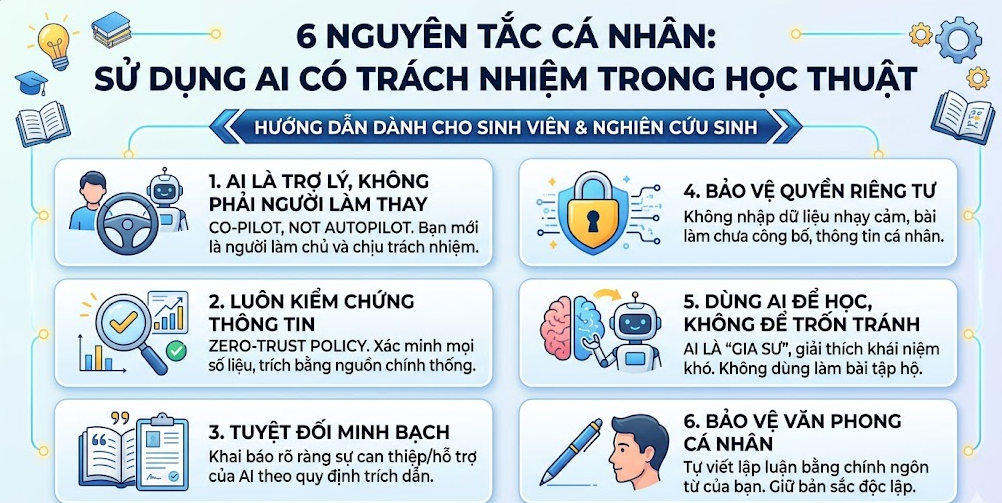 6 NGUYÊN TẮC CÁ NHÂN:
SỬ DỤNG AI CÓ TRÁCH NHIỆM TRONG HỌC THUẬT
HƯỚNG DẪN DÀNH CHO SINH VIÊN & NGHIÊN CỨU SINH
1. AI LÀ TRỢ LÝ, KHÔNG
PHẢI NGƯỜI LÀM THAY
CO-PILOT, NOT AUTOPILOT. Bạn mới
là người làm chủ và chịu trách nhiệm.
2. LUÔN KIỂM CHỨNG
THÔNG TIN
ZERO-TRUST POLICY. Xác minh mọi
số liệu, trích bằng nguồn chính thống.
3. TUYỆT ĐỐI MINH BẠCH
Khai báo rõ ràng sự can thiệp/hỗ trợ
của AI theo quy định trích dẫn.
4. BẢO VỆ QUYỀN RIÊNG TƯ
Không nhập dữ liệu nhạy cảm, bài
làm chưa công bố, thông tin cá nhân.
5. DÙNG AI ĐỂ HỌC,
KHÔNG ĐỂ TRỐN TRÁNH
AI LÀ “GIA SƯ”, giải thích khái niệm
khó. Không dùng làm bài tập hộ.
6. BẢO VỆ VĂN PHONG
CÁ NHÂN
Tự viết lập luận bằng chính ngôn
từ của bạn. Giữ bản sắc độc lập.